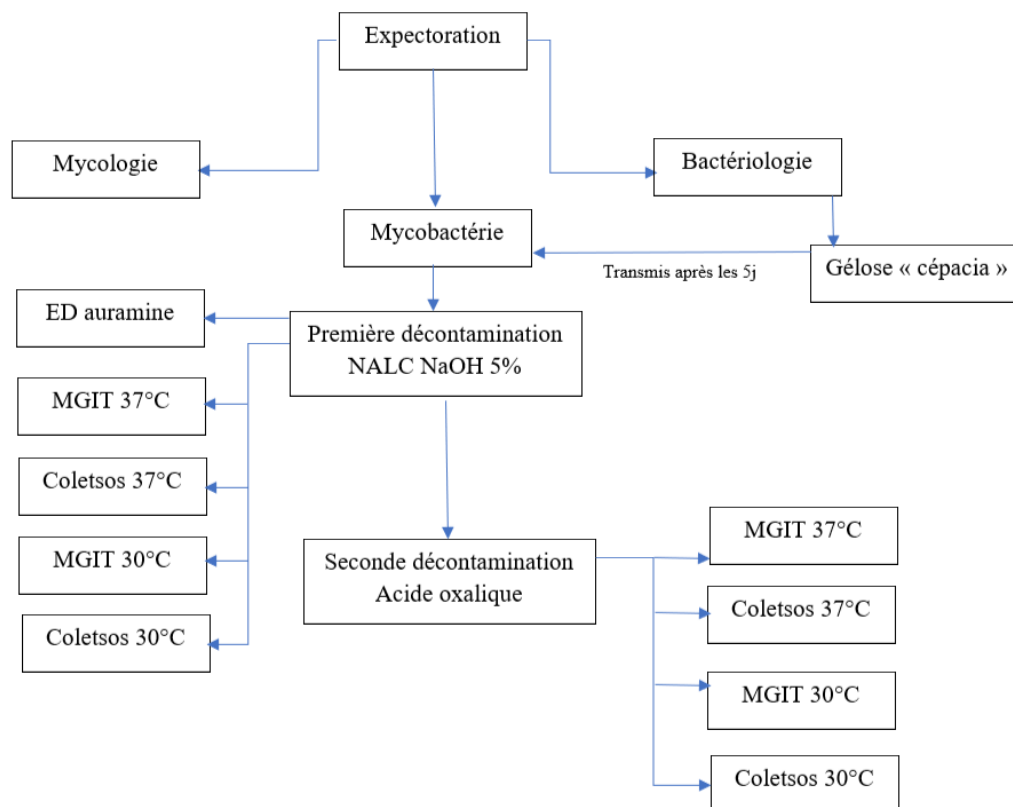 Expectoration
Mycologie
Bactériologie
Mycobactérie
Transmis après les 5j
Gélose « cépacia »
ED auramine
Première décontamination
NALC NaOH 5%
MGIT 37°C
Coletsos 37°C
MGIT 30°C
Coletsos 30°C
Seconde décontamination
Acide oxalique
MGIT 37°C
Coletsos 37°C
MGIT 30°C
Coletsos 30°C